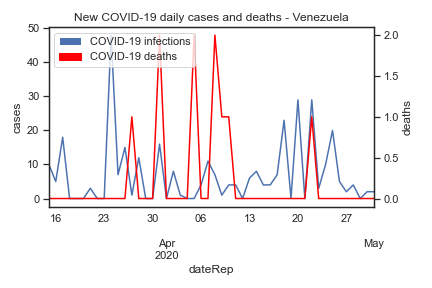 New COVID-19 daily cases and deaths - Venezuela
COVID-19 infections
COVID-19 deaths
50
40
30
20
10
0
cases
2.0
1.5
1.0
0.5
0.0
deaths
16 23 30 06 13 20 27
Apr May
2020
dateRep